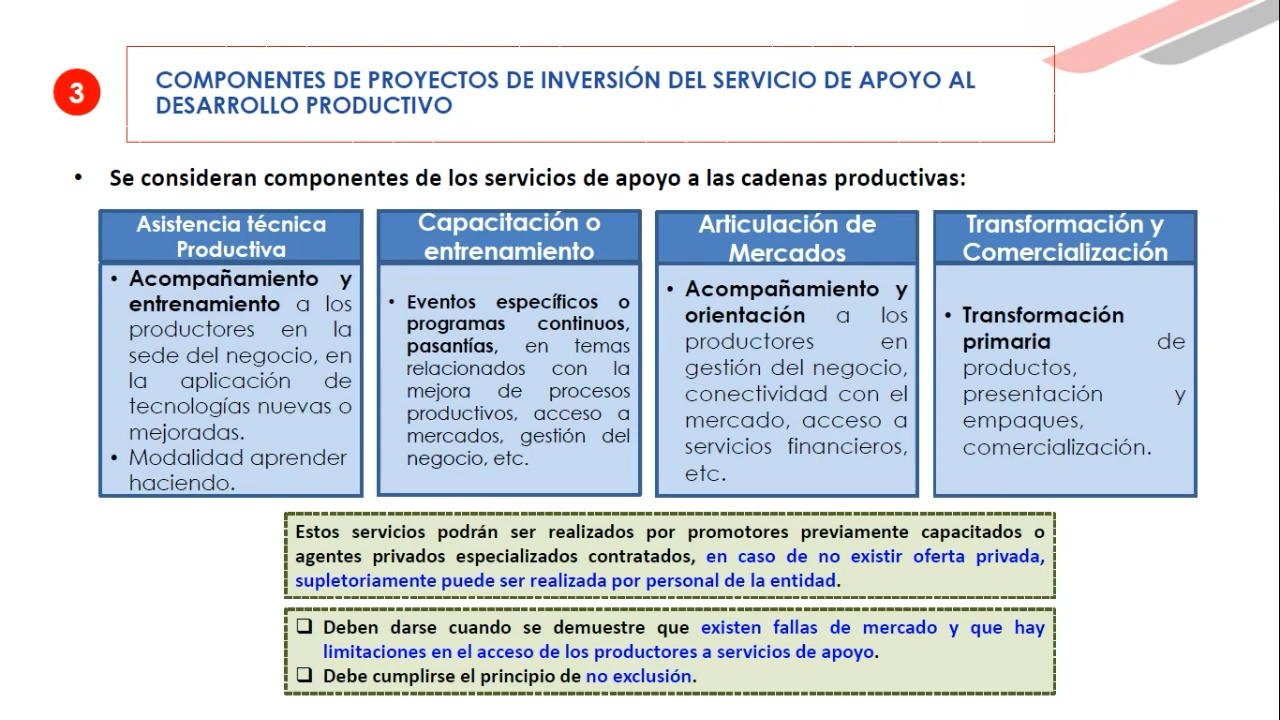 3
COMPONENTES DE PROYECTOS DE INVERSIÓN DEL SERVICIO DE APOYO AL
DESARROLLO PRODUCTIVO
• Se consideran componentes de los servicios de apoyo a las cadenas productivas:
Asistencia técnica
Productiva
• Acompañamiento y
entrenamiento a los
productores en la
sede del negocio, en
la aplicación de
tecnologías nuevas o
mejoradas.
• Modalidad aprender
haciendo.
Capacitación o
entrenamiento
• Eventos específicos o
programas continuos,
pasantías, en temas
relacionados con la
mejora de procesos
productivos, acceso a
mercados, gestión del
negocio, etc.
Articulación de
Mercados
• Acompañamiento y
orientación a los
productores en
gestión del negocio,
conectividad con el
mercado, acceso a
servicios financieros,
etc.
Transformación y
Comercialización
• Transformación
primaria de
productos,
presentación y
empaques,
comercialización.
Estos servicios podrán ser realizados por promotores previamente capacitados o
agentes privados especializados contratados, en caso de no existir oferta privada,
supletoriamente puede ser realizada por personal de la entidad.
❑ Deben darse cuando se demuestre que existen fallas de mercado y que hay
limitaciones en el acceso de los productores a servicios de apoyo.
❑ Debe cumplirse el principio de no exclusión.